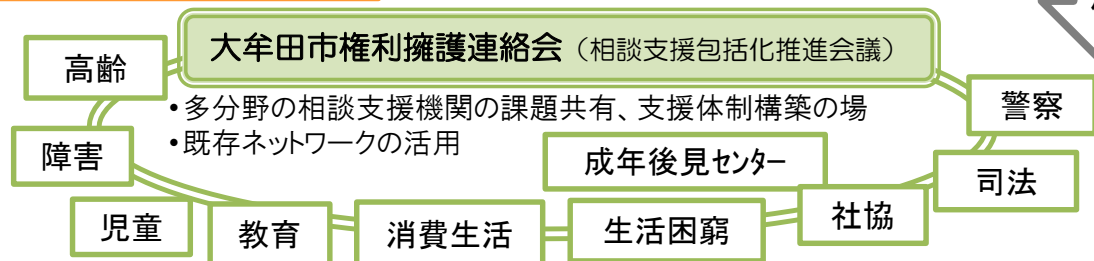 大牟田市権利擁護連絡会（相談支援包括化推進会議）
高齢
•多分野の相談支援機関の課題共有、支援体制構築の場
警察
•既存ネットワークの活用
障害
成年後見センター
司法
児童
教育
消費生活
生活困窮
社協